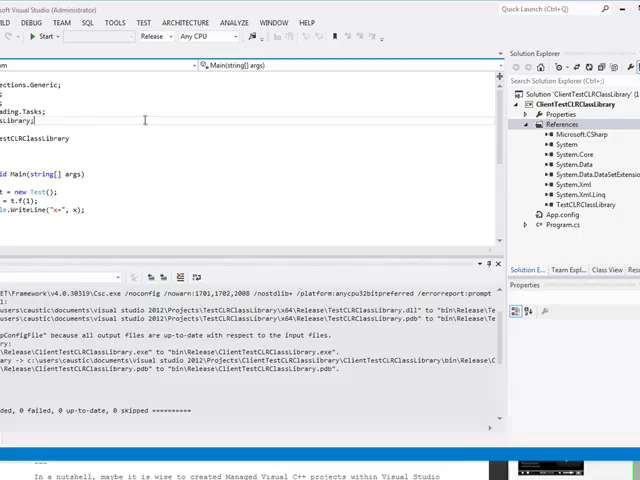 osoft Visual Studio (Administrator)
Quick Launch (Ctrl+Q)
BUILD DEBUG TEAM SQL TOOLS TEST ARCHITECTURE ANALYZE WINDOW HELP
Start Release Any CPU
Solution Explorer
Main(string[] args)
Search Solution Explorer (Ctrl+;)
Solution 'ClientTestCLRClassLibrary' (1
ClientTestCLRClassLibrary
Properties
References
Microsoft.CSharp
System
System.Core
System.Data
System.Data.DataSetExtension
System.Xml
System.Xml.Linq
TestCLRClassLibrary
App.config
Program.cs
ections.Generic;
;
;
ading.Tasks;
sLibrary;
estCLRClassLibrary
id Main(string[] args)
t = new Test();
= t.f(1);
le.WriteLine("x=", x);
Solution E... Team Expl... Class View Reso
Properties
ET\Framework\v4.0.30319\Csc.exe /noconfig /nowarn:1701,1702,2008 /nostdlib+ /platform:anycpu32bitpreferred /errorreport:prompt
l:
users\caustic\documents\visual studio 2012\Projects\TestCLRClassLibrary\x64\Release\TestCLRClassLibrary.dll" to "bin\Rele
users\caustic\documents\visual studio 2012\Projects\TestCLRClassLibrary\x64\Release\TestCLRClassLibrary.pdb" to "bin\Rele
pConfigFile" because all output files are up-to-date with respect to the input files.
ry:
\Release\ClientTestCLRClassLibrary.exe" to "bin\Release\ClientTestCLRClassLibrary.exe".
rary -> c:\users\caustic\documents\visual studio 2012\Projects\ClientTestCLRClassLibrary\ClientTestCLRClassLibrary\bin\Release\C
\Release\ClientTestCLRClassLibrary.pdb" to "bin\Release\ClientTestCLRClassLibrary.pdb".
ded, 0 failed, 0 up-to-date, 0 skipped ==========
===
In a nutshell, maybe it is wise to created Managed Visual C++ projects within Visual Studio